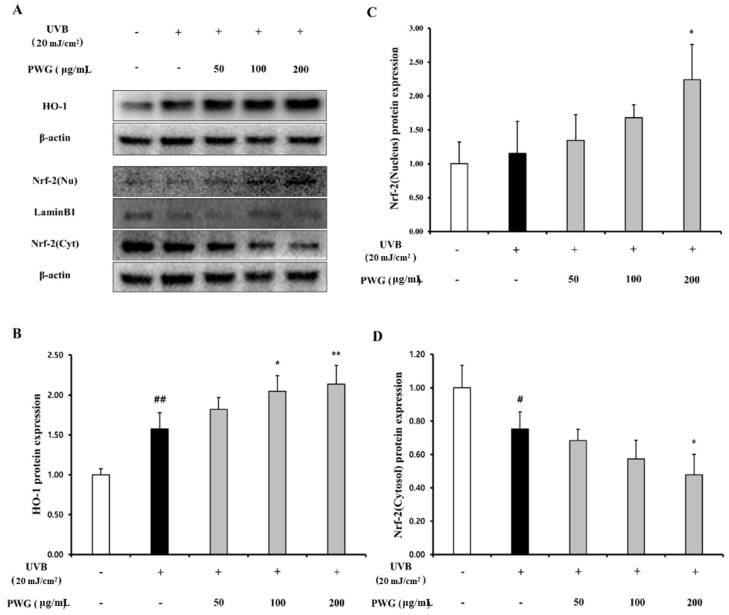 A
UVB - + + + +
(20 mJ/cm²)
PWG ( µg/mL - - 50 100 200
HO-1
β-actin
Nrf-2(Nu)
LaminB1
Nrf-2(Cyt)
β-actin
B
HO-1 protein expression
2.50
2.00
1.50
1.00
0.50
0.00
## * **
UVB - + + + +
(20 mJ/cm²)
PWG (µg/mL - - 50 100 200
C
Nrf-2(Nucleus) protein expression
3.00
2.50
2.00
1.50
1.00
0.50
0.00
*
UVB - + + + +
(20 mJ/cm²)
PWG (µg/mL) - - 50 100 200
D
Nrf-2(Cytosol) protein expression
1.20
1.00
0.80
0.60
0.40
0.20
0.00
# *
UVB - + + + +
(20 mJ/cm²)
PWG (µg/mL) - - 50 100 200